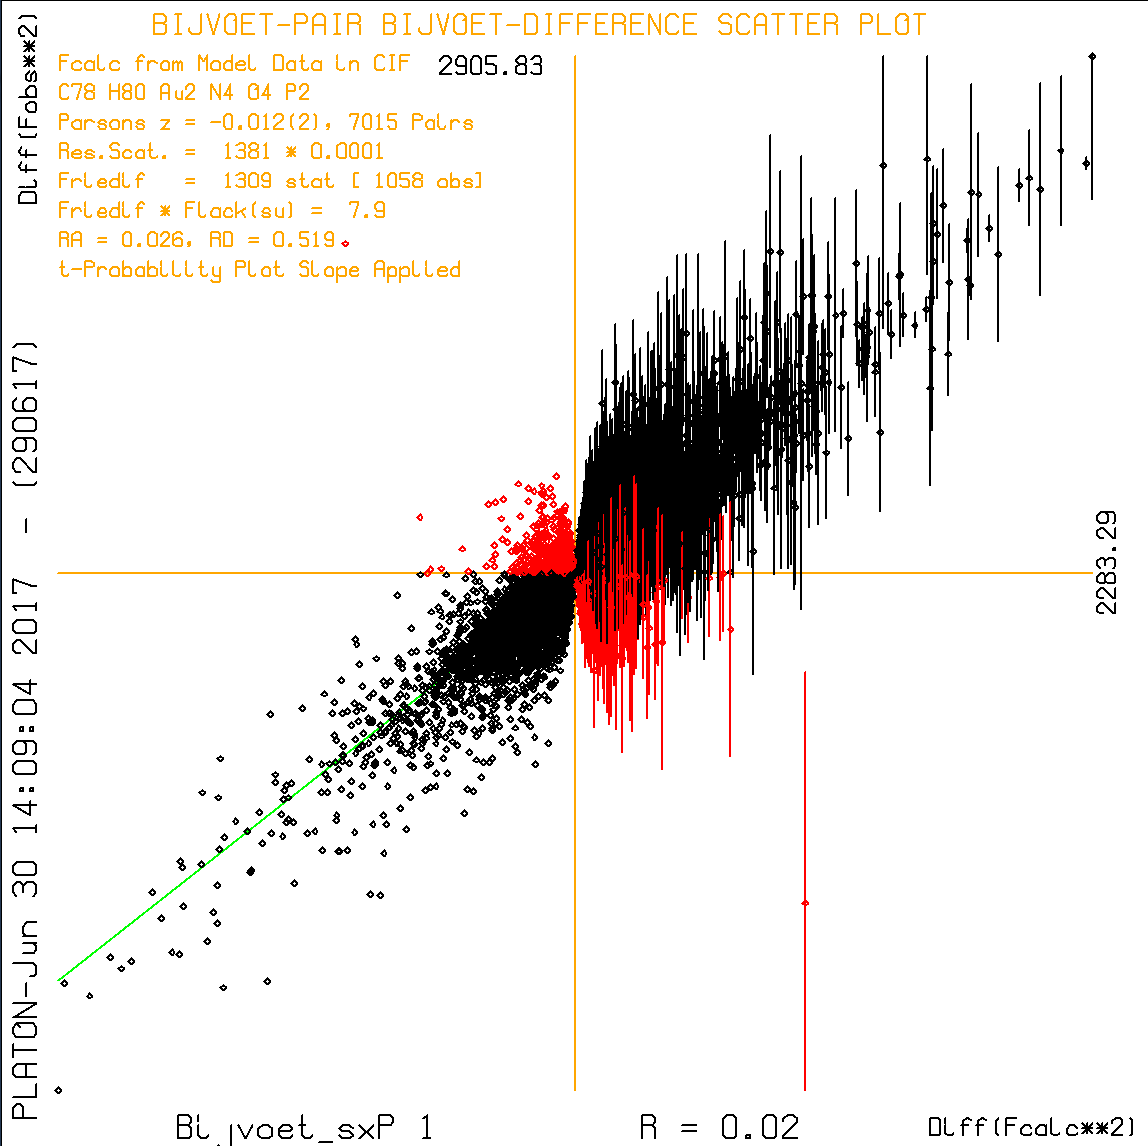 BIJVOET-PAIR BIJVOET-DIFFERENCE SCATTER PLOT
Fcalc from Model Data in CIF 2905.83
C78 H80 Au2 N4 O4 P2
Parsons z = -0.012(2), 7015 Pairs
Res.Scat. = 1381 * 0.0001
Friedif = 1309 stat [ 1058 obs]
Friedif * Flack(su) = 7.9
RA = 0.026, RD = 0.519
t-Probability Plot Slope Applied
Diff(Fobs**2)
PLATON-Jun 30 14:09:04 2017 - (290617)
2283.29
Bijvoet_sxP 1 R = 0.02 Diff(Fcalc**2)